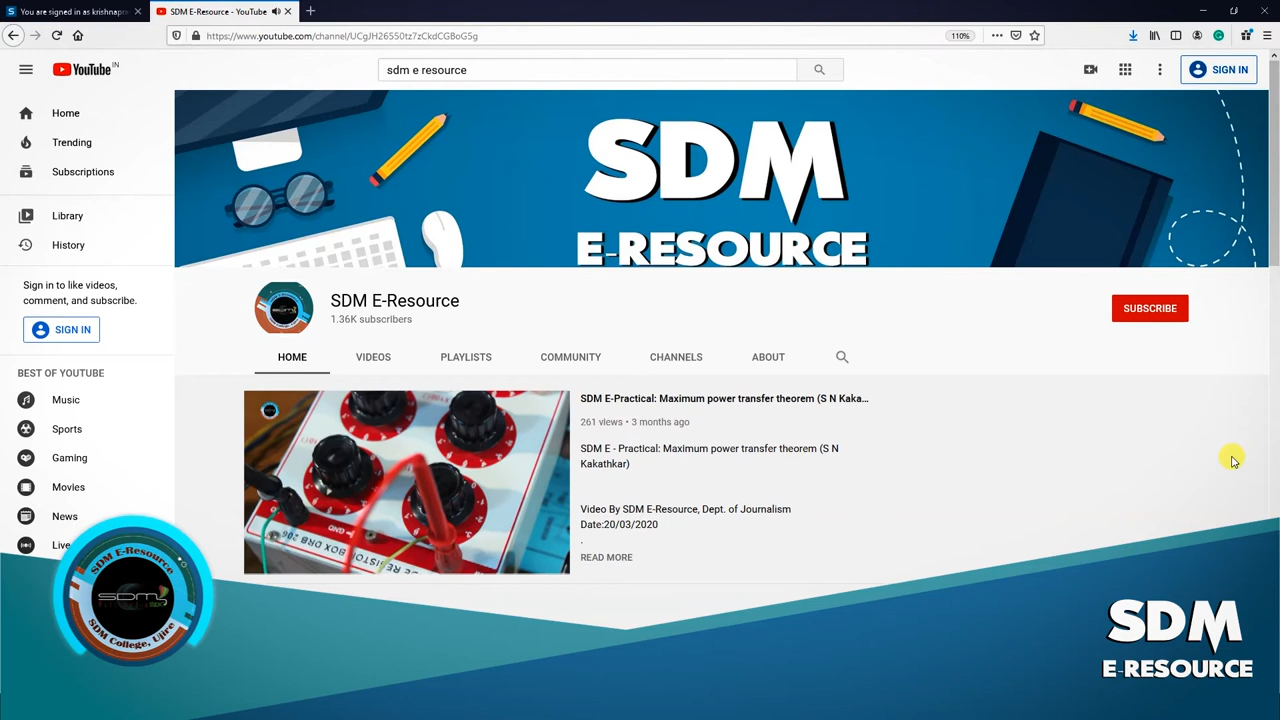 You are signed in as krishnapra
SDM E-Resource - YouTube
https://www.youtube.com/channel/UCgJH26550tz7zCkdCGBoG5g
110%
YouTube IN
sdm e resource
SIGN IN
Home
Trending
Subscriptions
Library
History
Sign in to like videos,
comment, and subscribe.
SIGN IN
BEST OF YOUTUBE
Music
Sports
Gaming
Movies
News
Live
SDM
E-RESOURCE
SDM E-Resource
1.36K subscribers
SUBSCRIBE
HOME
VIDEOS
PLAYLISTS
COMMUNITY
CHANNELS
ABOUT
SDM E-Practical: Maximum power transfer theorem (S N Kaka...
261 views • 3 months ago
SDM E - Practical: Maximum power transfer theorem (S N
Kakathkar)
Video By SDM E-Resource, Dept. of Journalism
Date:20/03/2020
.
READ MORE
SDM E-Resource
SDM
SDM College, Ujire
SDM
E-RESOURCE